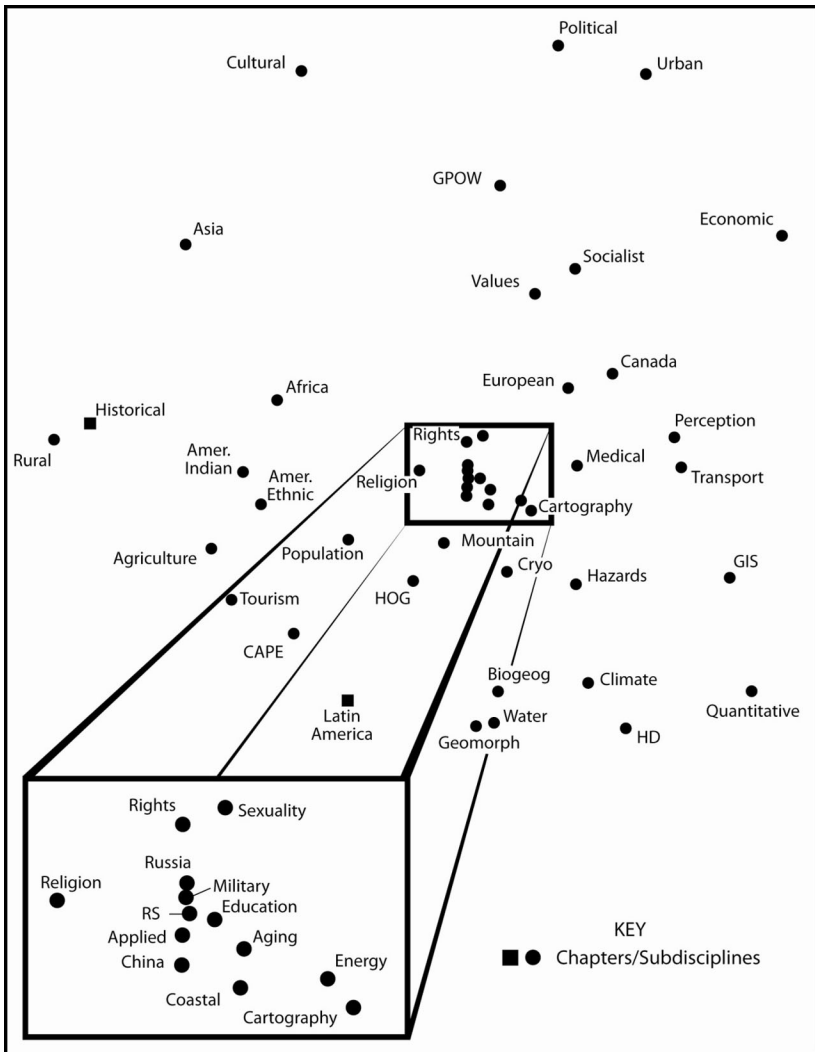 Political
Cultural
Urban
GPOW
Economic
Asia
Socialist
Values
Canada
Africa
European
Historical
Perception
Rights
Rural
Amer.
Indian
Medical
Religion
Transport
Amer.
Ethnic
Cartography
Mountain
Population
Agriculture
GIS
Cryo
Hazards
HOG
Tourism
CAPE
Biogeog
Climate
Quantitative
Latin
America
Water
HD
Geomorph
Rights
Sexuality
Russia
Religion
Military
RS
Education
Applied
Aging
China
Energy
Coastal
Cartography
KEY
Chapters/Subdisciplines